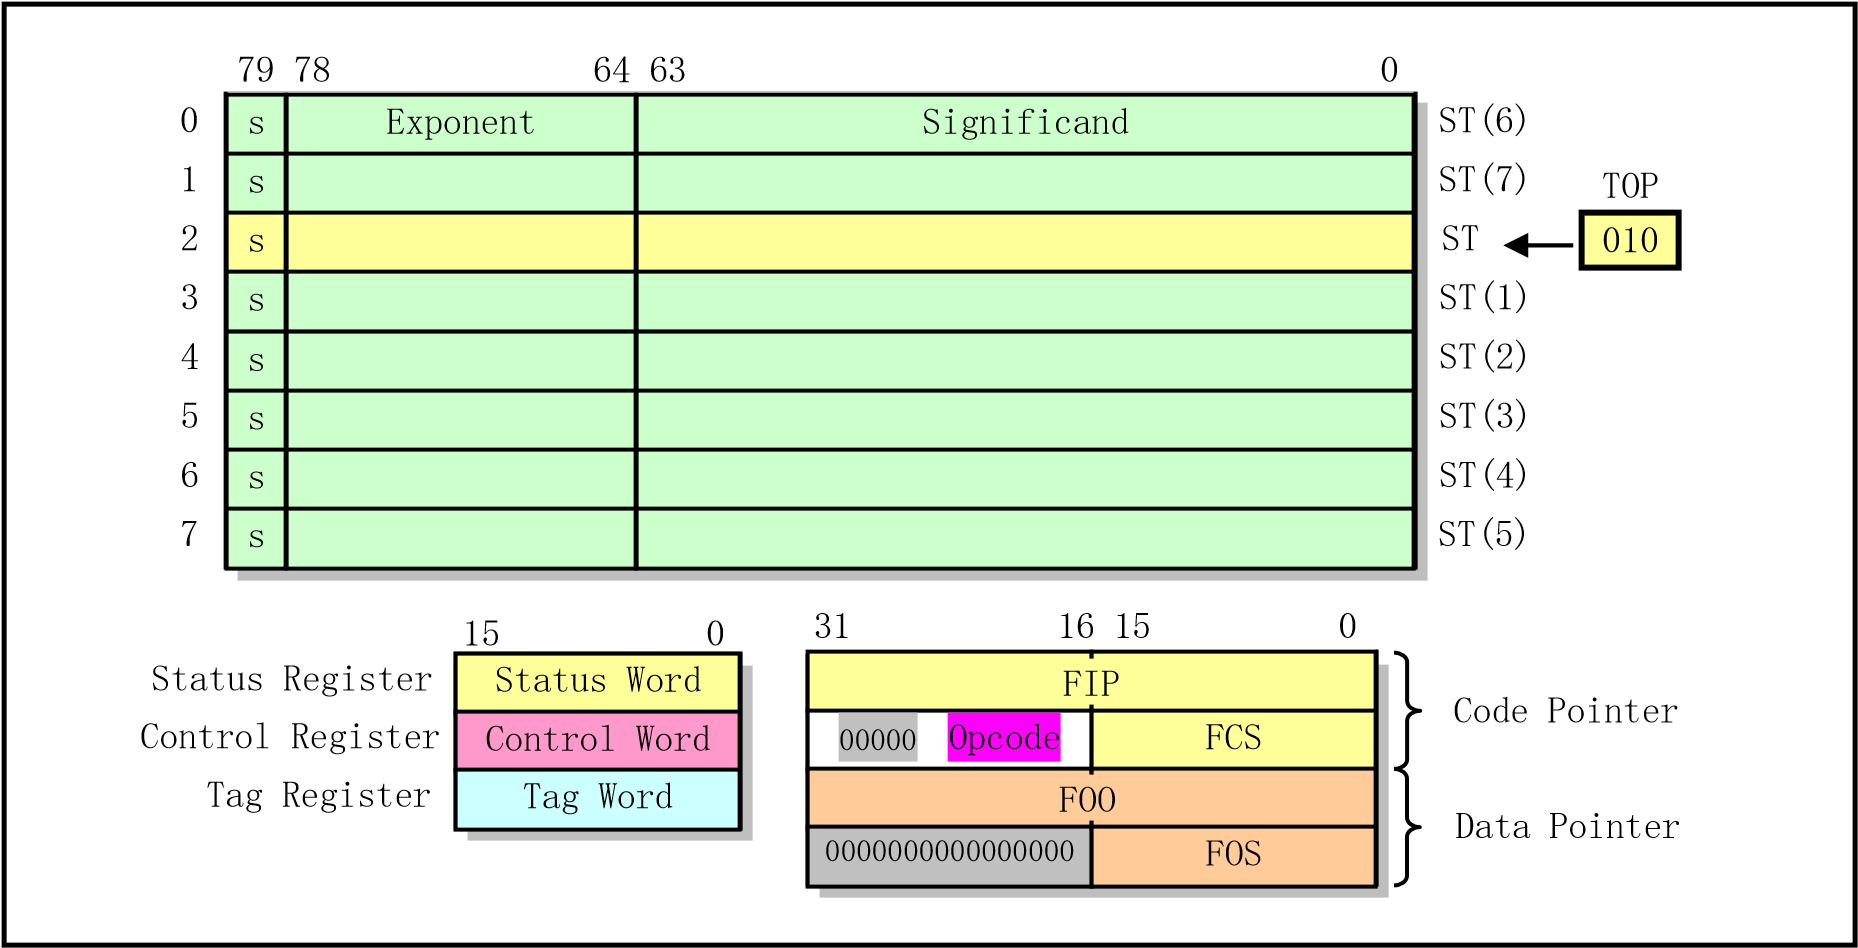 79 78 64 63 0
0 s Exponent Significand ST(6)
1 s ST(7)
TOP
2 s ST 010
3 s ST(1)
4 s ST(2)
5 s ST(3)
6 s ST(4)
7 s ST(5)
15 0
Status Register Status Word
Control Register Control Word
Tag Register Tag Word
31 16 15 0
FIP
00000 Opcode FCS
Code Pointer
FOO
0000000000000000 FOS
Data Pointer